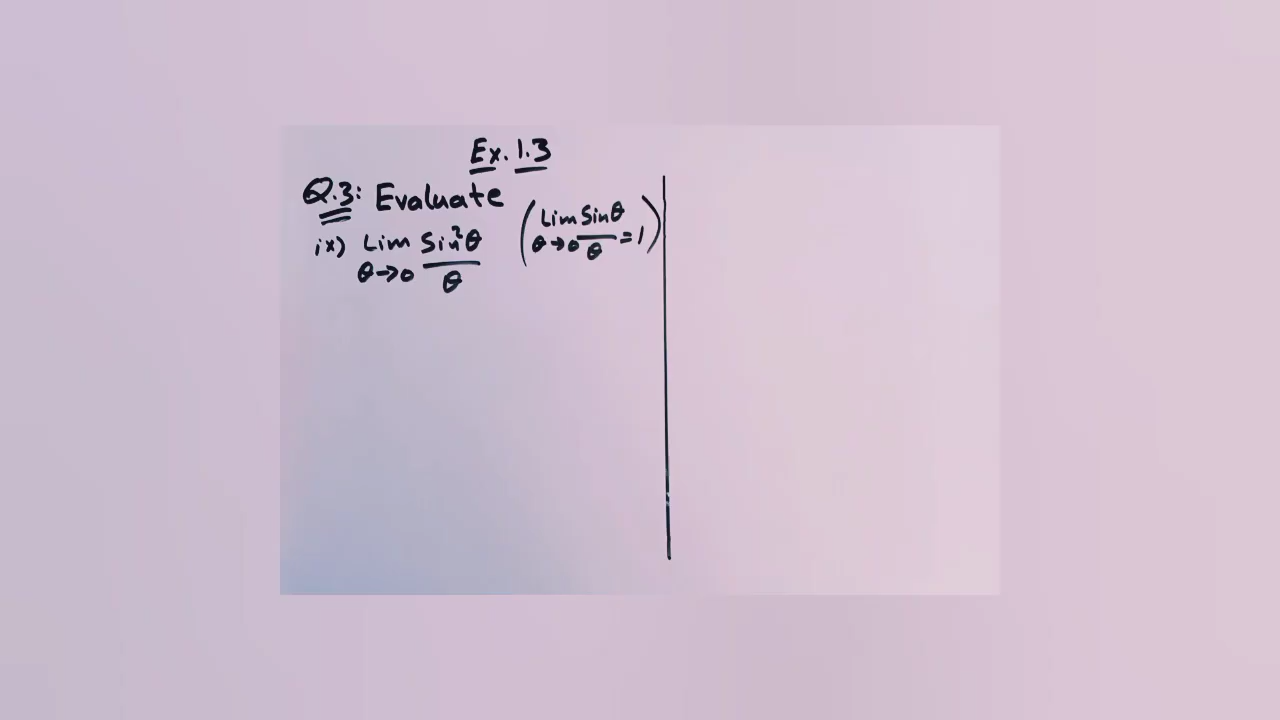 Ex. 1.3
Q.3: Evaluate
ix) Lim θ→0 Sin²θ/θ (Lim θ→0 Sinθ/θ = 1)